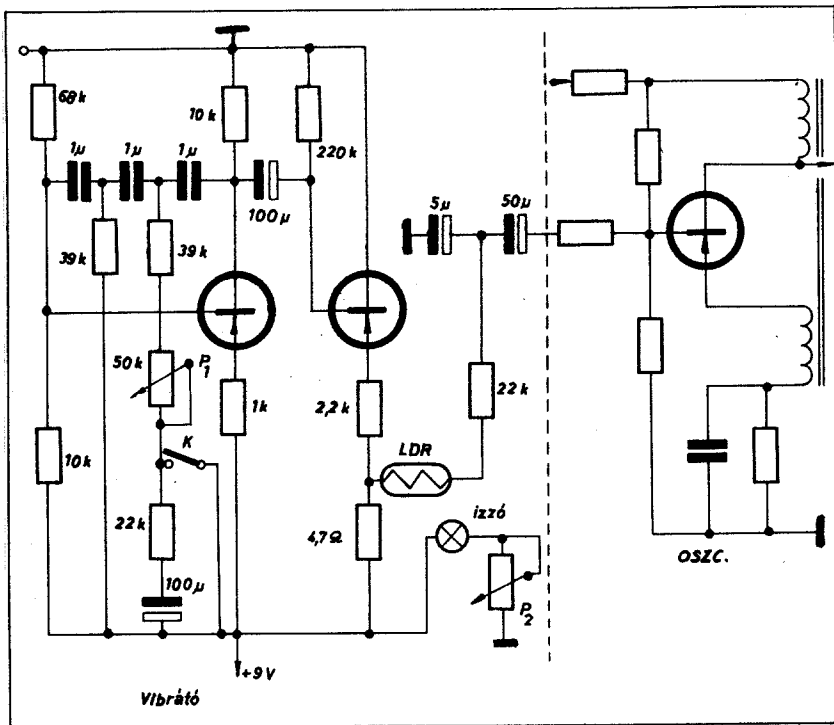 68k
10k
1μ
1μ
1μ
220k
100μ
5μ
50μ
39k
39k
50k
P1
1k
2,2k
22k
K
LDR
10k
izzó
22k
4,7Ω
OSZC.
100μ
P2
+9V
Vibrátó